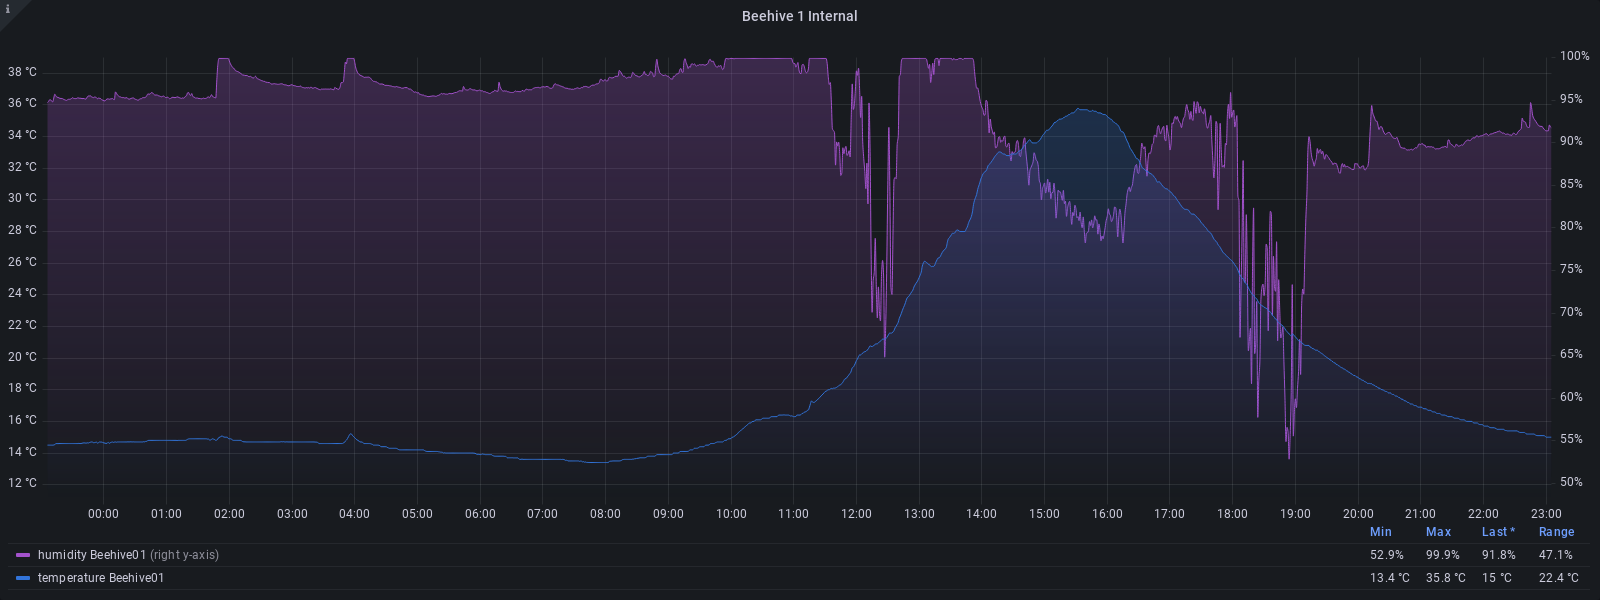 i
Beehive 1 Internal
38 °C
36 °C
34 °C
32 °C
30 °C
28 °C
26 °C
24 °C
22 °C
20 °C
18 °C
16 °C
14 °C
12 °C
100%
95%
90%
85%
80%
75%
70%
65%
60%
55%
50%
00:00 01:00 02:00 03:00 04:00 05:00 06:00 07:00 08:00 09:00 10:00 11:00 12:00 13:00 14:00 15:00 16:00 17:00 18:00 19:00 20:00 21:00 22:00 23:00
Min Max Last * Range
humidity Beehive01 (right y-axis) 52.9% 99.9% 91.8% 47.1%
temperature Beehive01 13.4 °C 35.8 °C 15 °C 22.4 °C